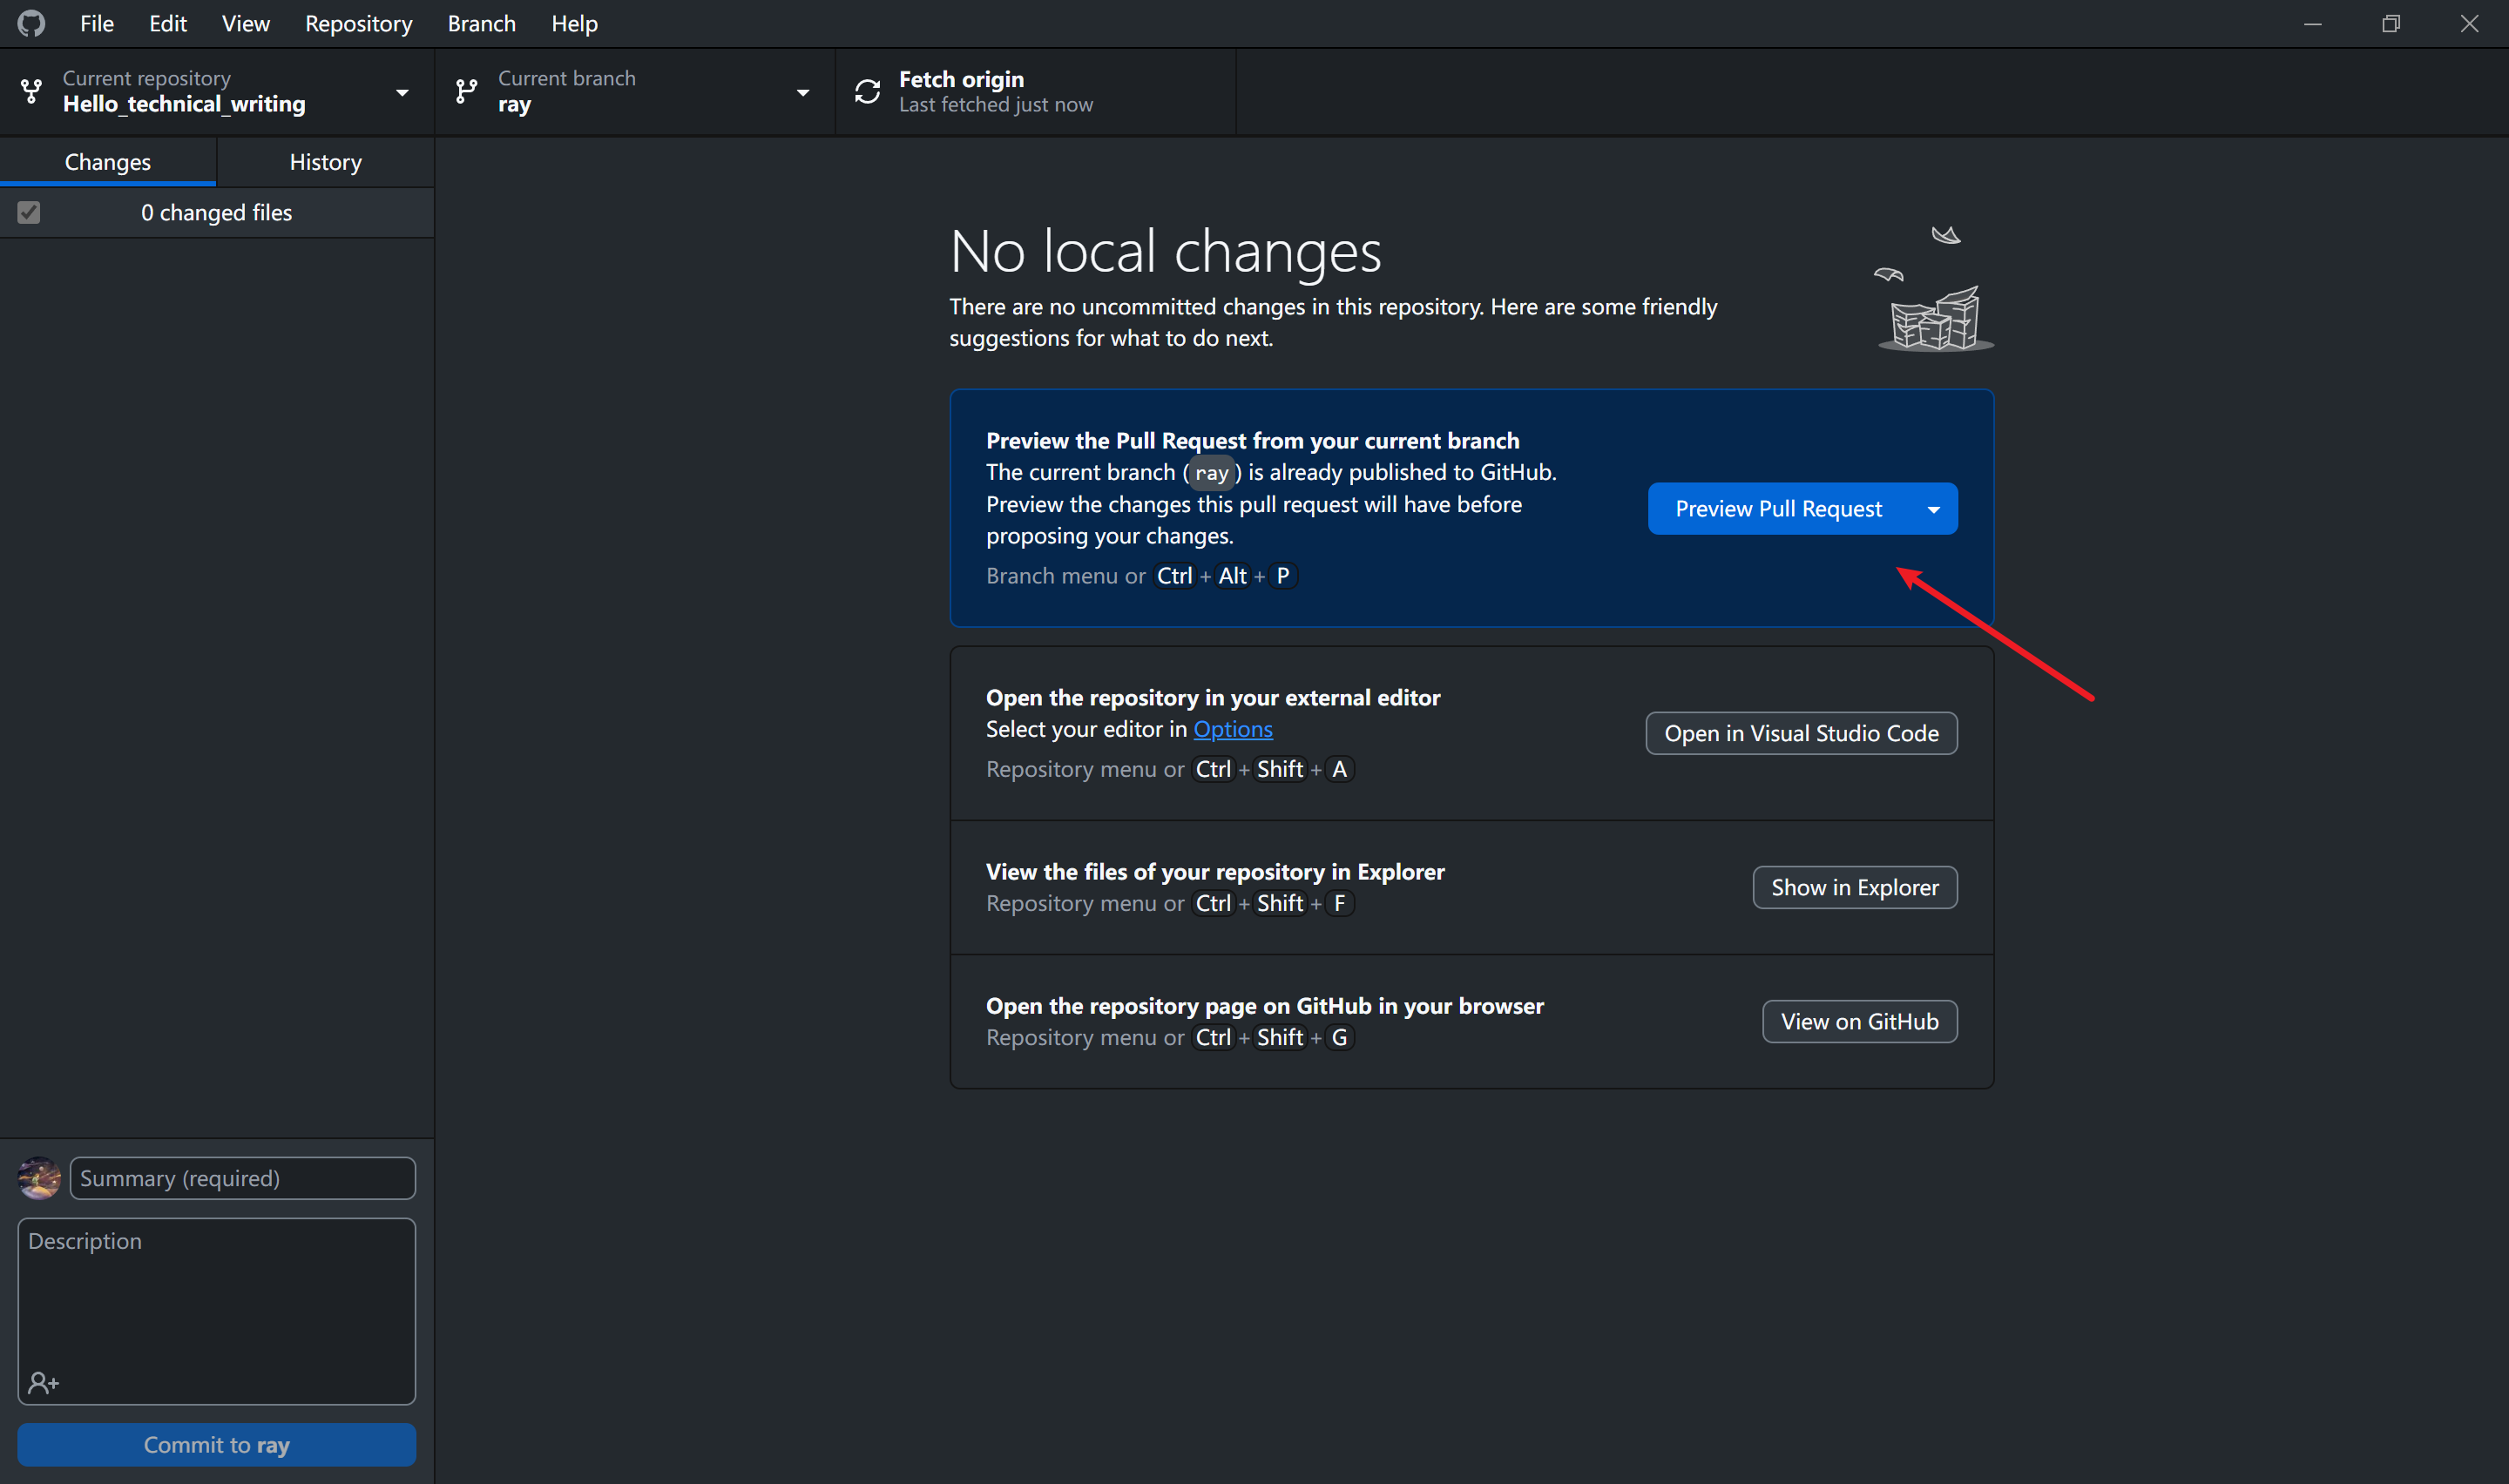 File Edit View Repository Branch Help
Current repository
Hello_technical_writing
Current branch
ray
Fetch origin
Last fetched just now
Changes History
0 changed files
No local changes
There are no uncommitted changes in this repository. Here are some friendly
suggestions for what to do next.
Preview the Pull Request from your current branch
The current branch (ray) is already published to GitHub.
Preview the changes this pull request will have before
proposing your changes.
Branch menu or Ctrl + Alt + P
Preview Pull Request
Open the repository in your external editor
Select your editor in Options
Repository menu or Ctrl + Shift + A
Open in Visual Studio Code
View the files of your repository in Explorer
Repository menu or Ctrl + Shift + F
Show in Explorer
Open the repository page on GitHub in your browser
Repository menu or Ctrl + Shift + G
View on GitHub
Summary (required)
Description
Commit to ray